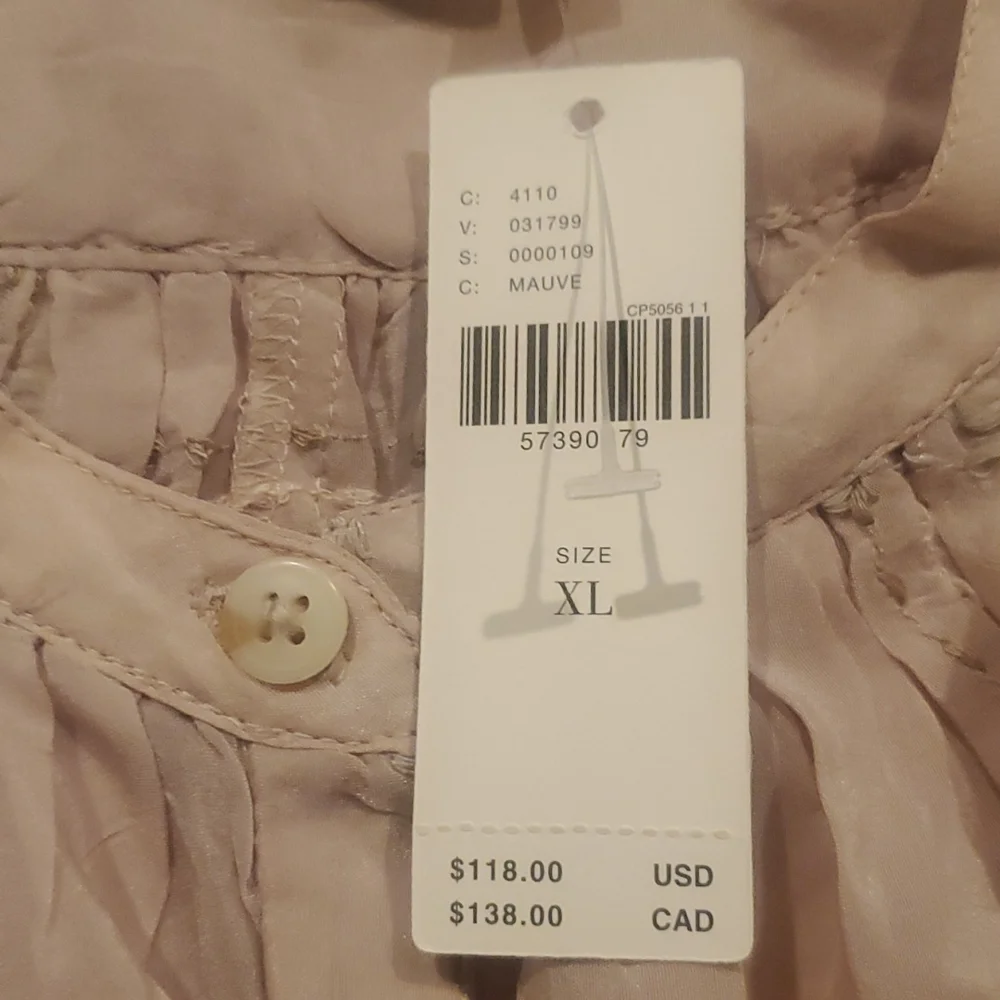 C: 4110
V: 031799
S: 0000109
C: MAUVE
CP5056 1 1
57390 79
SIZE
XL
$118.00 USD
$138.00 CAD